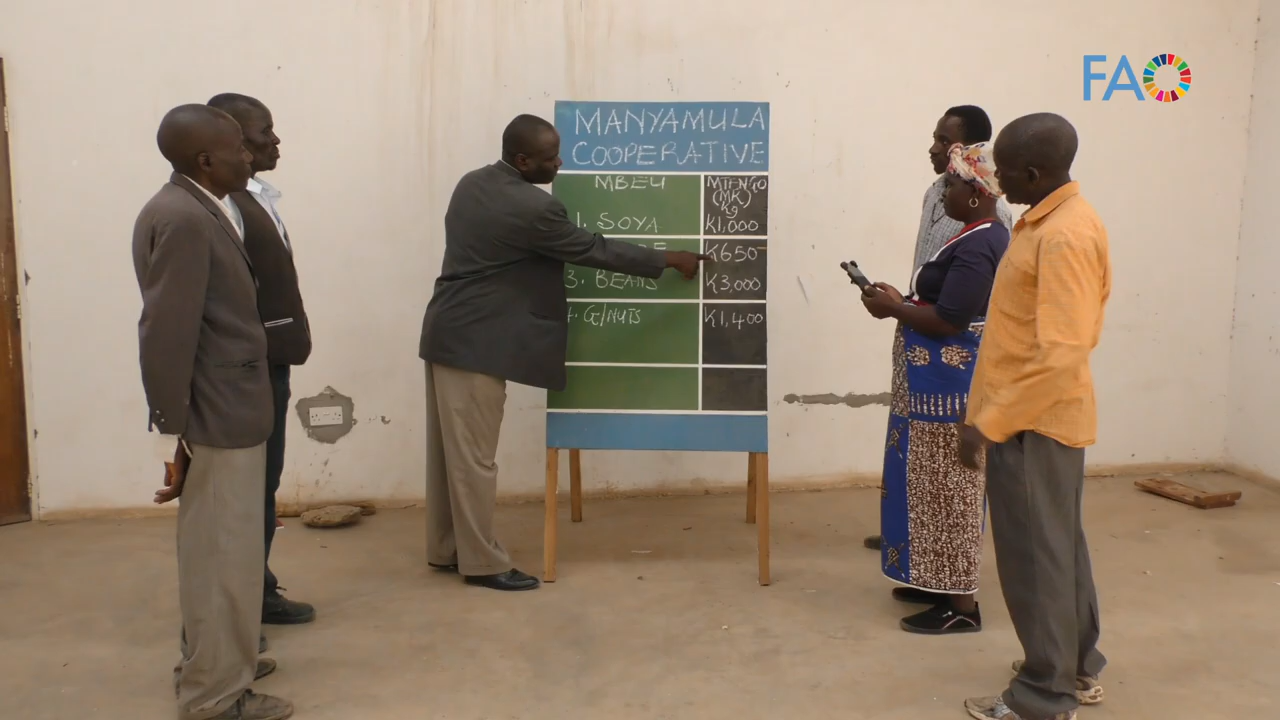 FAO
MANYAMULA
COOPERATIVE
MBEU MTENGO
(MK)
kg
1. SOYA K1,000
K650
3. BEANS K3,000
4. G/NUTS K1,400